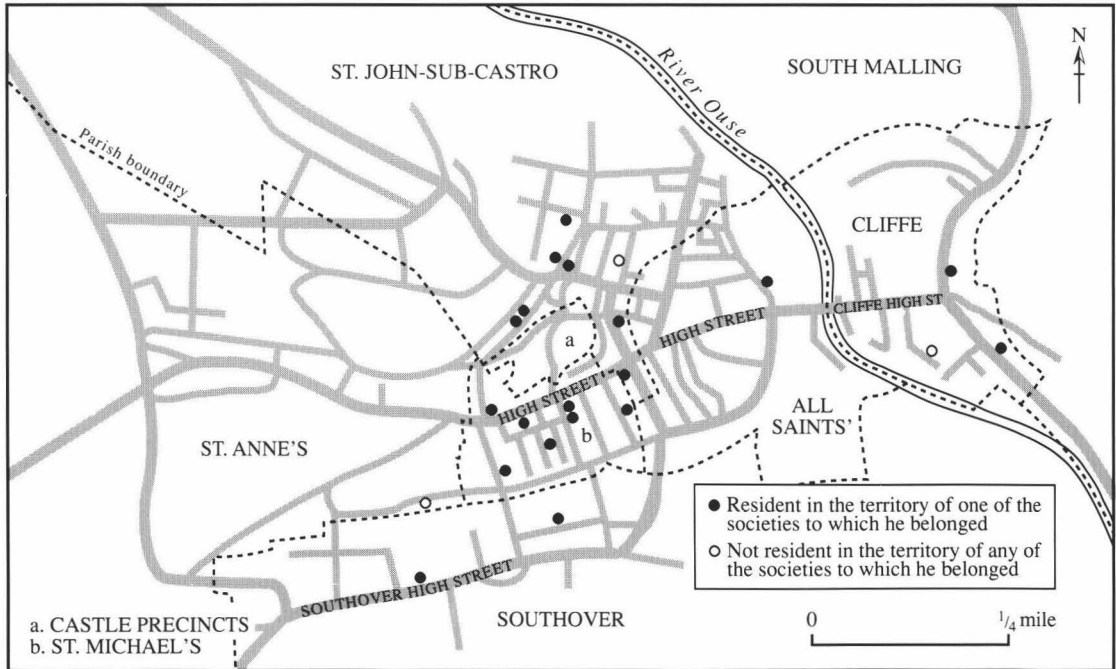 ST. JOHN-SUB-CASTRO
River Ouse
SOUTH MALLING
N
Parish boundary
CLIFFE
CLIFFE HIGH ST
HIGH STREET
a
HIGH STREET
b
ST. ANNE'S
ALL
SAINTS'
SOUTHOVER HIGH STREET
SOUTHOVER
Resident in the territory of one of the
societies to which he belonged
Not resident in the territory of any of
the societies to which he belonged
0 1/4 mile
a. CASTLE PRECINCTS
b. ST. MICHAEL'S